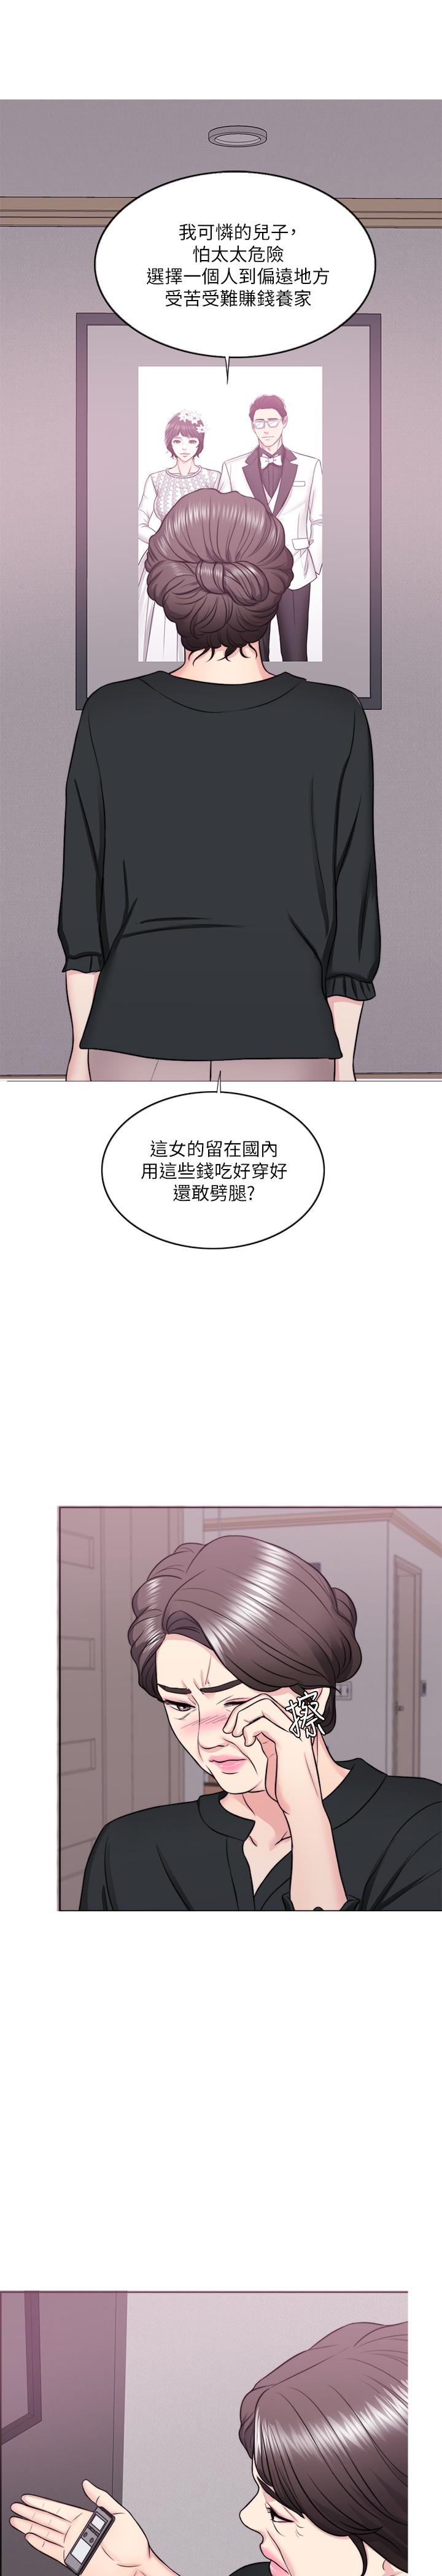 我可憐的兒子,
怕太太危險
選擇一個人到偏遠地方
受苦受難賺錢養家
這女的留在國內
用這些錢吃好穿好
還敢劈腿?
擦